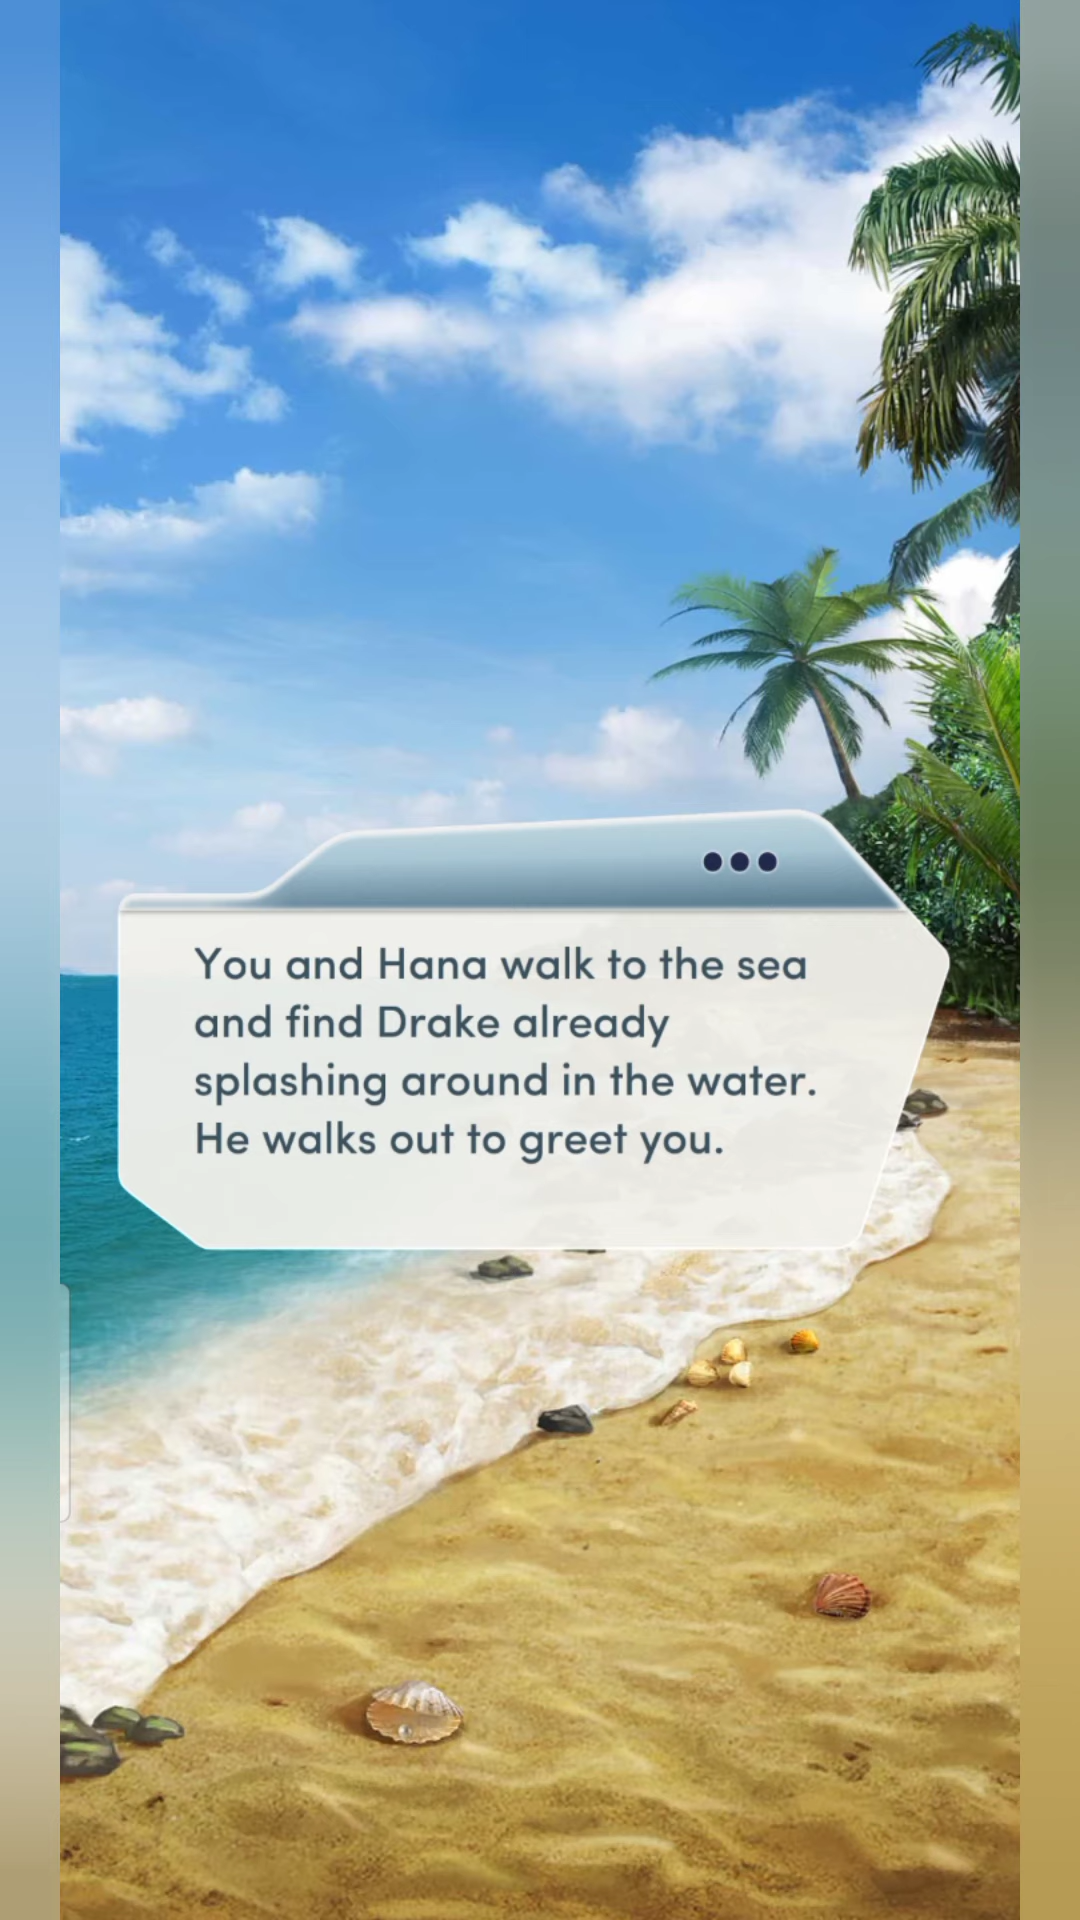 You and Hana walk to the sea
and find Drake already
splashing around in the water.
He walks out to greet you.